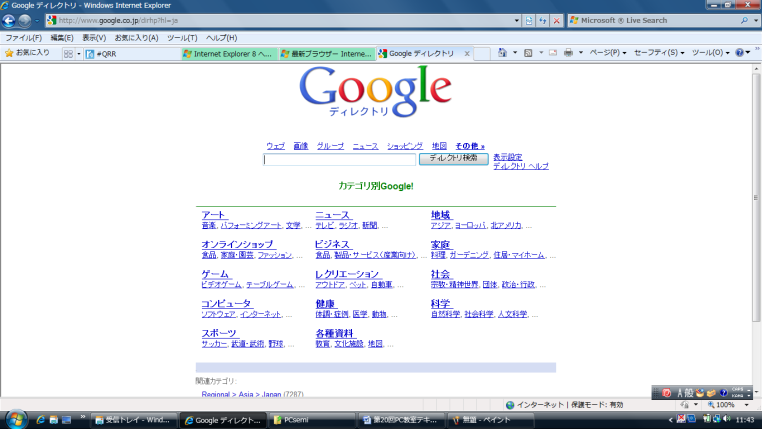 Google ディレクトリ - Windows Internet Explorer
http://www.google.co.jp/dirhp?hl=ja
Microsoft ® Live Search
ファイル(F) 編集(E) 表示(V) お気に入り(A) ツール(T) ヘルプ(H)
お気に入り #QRR Internet Explorer 8 へ... 最新ブラウザー Interne... Google ディレクトリ ページ(P) セーフティ(S) ツール(O)
Google
ディレクトリ
ウェブ 画像 グループ ニュース ショッピング 地図 その他 »
ディレクトリ検索 表示設定
ディレクトリ ヘルプ
カテゴリ別Google!
アート ニュース 地域
音楽, パフォーミングアート, 文学, ... テレビ, ラジオ, 新聞, ... アジア, ヨーロッパ, 北アメリカ, ...
オンラインショップ ビジネス 家庭
食品, 家庭・園芸, ファッション, ... 食品, 製品・サービス(産業向け), ... 料理, ガーデニング, 住居・マイホーム, ...
ゲーム レクリエーション 社会
ビデオゲーム, テーブルゲーム, ... アウトドア, ペット, 自動車, ... 宗教・精神世界, 団体, 政治・行政, ...
コンピュータ 健康 科学
ソフトウェア, インターネット, ... 体調・症例, 医学, 動物, ... 自然科学, 社会科学, 人文科学, ...
スポーツ 各種資料
サッカー, 武道・武術, 野球, ... 教育, 文化施設, 地図, ...
関連カテゴリ:
Regional > Asia > Japan (7287)
A 般 CAPS KANA
インターネット | 保護モード: 有効 100%
受信トレイ - Wind... Google ディレクト... PCsemi 第20回PC教室テキ... 無題 - ペイント 11:43